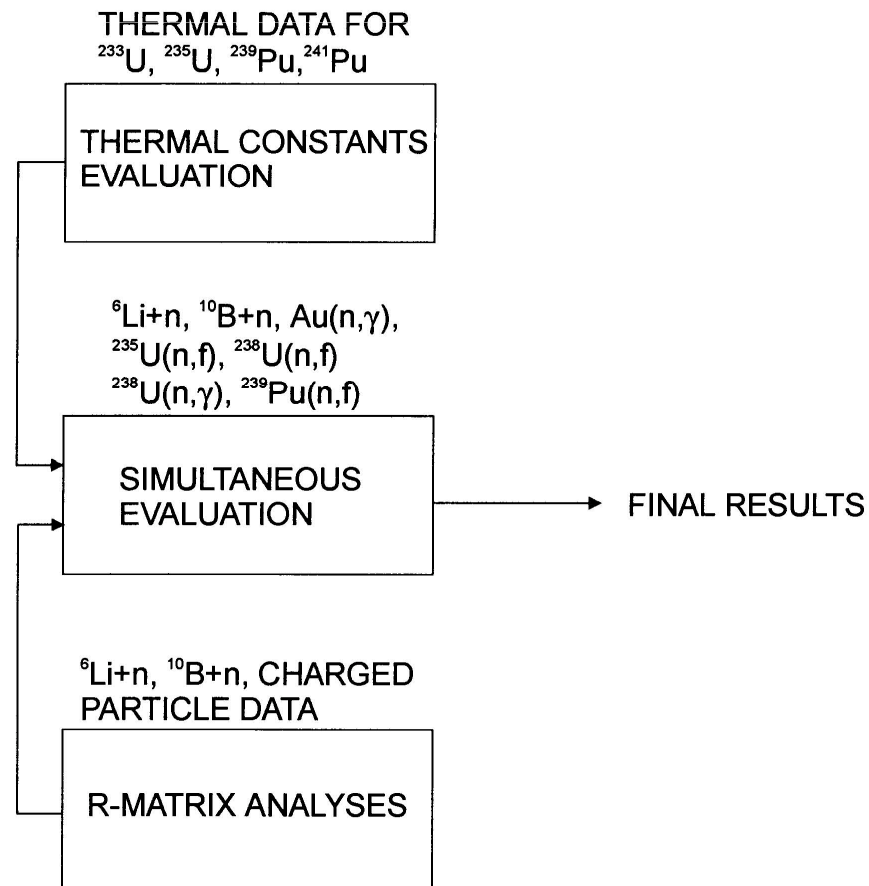 THERMAL DATA FOR
²³³U, ²³⁵U, ²³⁹Pu,²⁴¹Pu
THERMAL CONSTANTS
EVALUATION
⁶Li+n, ¹⁰B+n, Au(n,γ),
²³⁵U(n,f), ²³⁸U(n,f)
²³⁸U(n,γ), ²³⁹Pu(n,f)
SIMULTANEOUS
EVALUATION
FINAL RESULTS
⁶Li+n, ¹⁰B+n, CHARGED
PARTICLE DATA
R-MATRIX ANALYSES